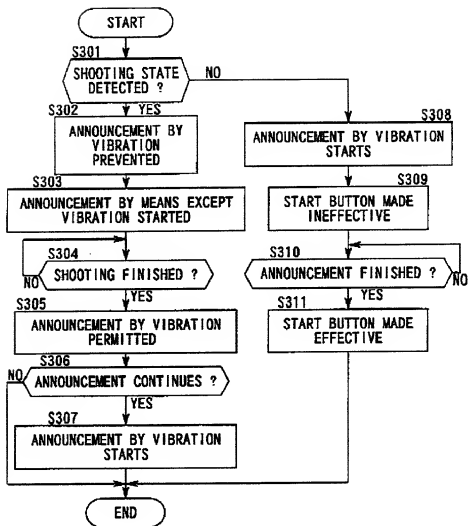 START
S301
SHOOTING STATE
DETECTED ?
NO
YES
S302
ANNOUNCEMENT BY
VIBRATION
PREVENTED
S303
ANNOUNCEMENT BY MEANS EXCEPT
VIBRATION STARTED
S304
SHOOTING FINISHED ?
NO
YES
S305
ANNOUNCEMENT BY VIBRATION
PERMITTED
S306
NO
ANNOUNCEMENT CONTINUES ?
YES
S307
ANNOUNCEMENT BY VIBRATION
STARTS
S308
ANNOUNCEMENT BY VIBRATION
STARTS
S309
START BUTTON MADE
INEFFECTIVE
S310
ANNOUNCEMENT FINISHED ?
NO
YES
S311
START BUTTON MADE
EFFECTIVE
END